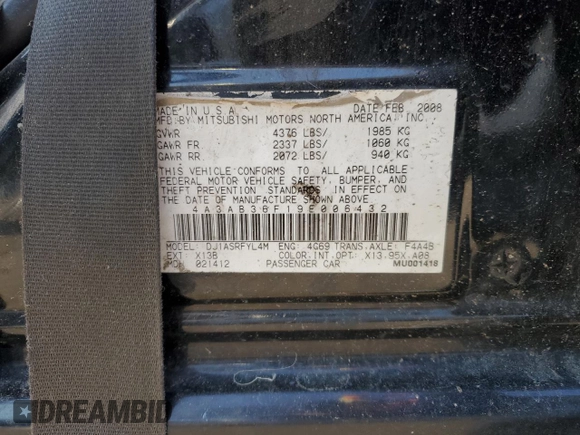 MADE IN U.S.A. DATE FEB 2008
MFD BY MITSUBISHI MOTORS NORTH AMERICA, INC.
GVWR 4376 LBS/ 1985 KG
GAWR FR 2337 LBS/ 1060 KG
GAWR RR 2072 LBS/ 940 KG
THIS VEHICLE CONFORMS TO ALL APPLICABLE
FEDERAL MOTOR VEHICLE SAFETY, BUMPER, AND
THEFT PREVENTION STANDARDS IN EFFECT ON
THE DATE OF MANUFACTURE SHOWN ABOVE.
4A3AB36F19E006432
MODEL: DJ1ASRFYL4M ENG: 4G69 TRANS.AXLE: F4A4B
EXT: X13B COLOR.INT.OPT: X13.95X.A08
MO: 021412 PASSENGER CAR MU001418
DREAMBID